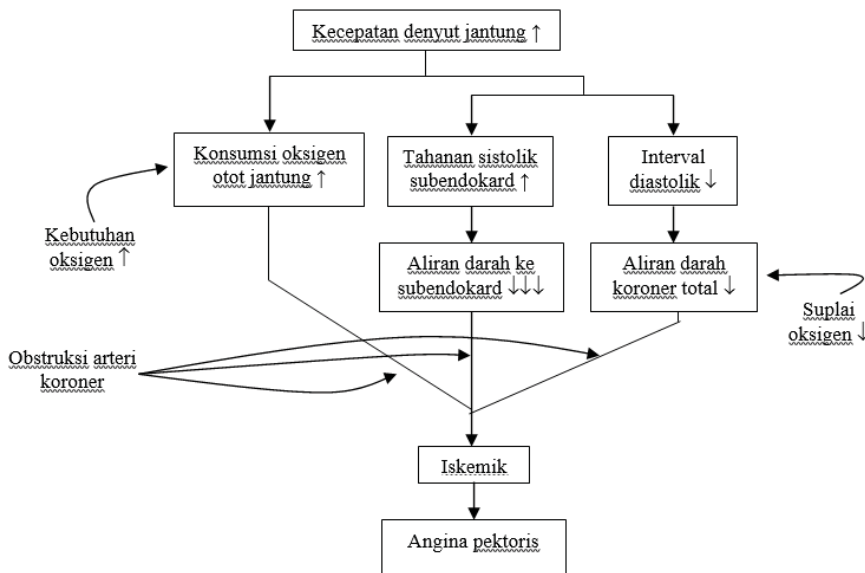 Kecepatan denyut jantung ↑
Konsumsi oksigen
otot jantung ↑
Tahanan sistolik
subendokard ↑
Interval
diastolik ↓
Kebutuhan
oksigen ↑
Aliran darah ke
subendokard ↓↓↓
Aliran darah
koroner total ↓
Suplai
oksigen ↓
Obstruksi arteri
koroner
Iskemik
Angina pektoris